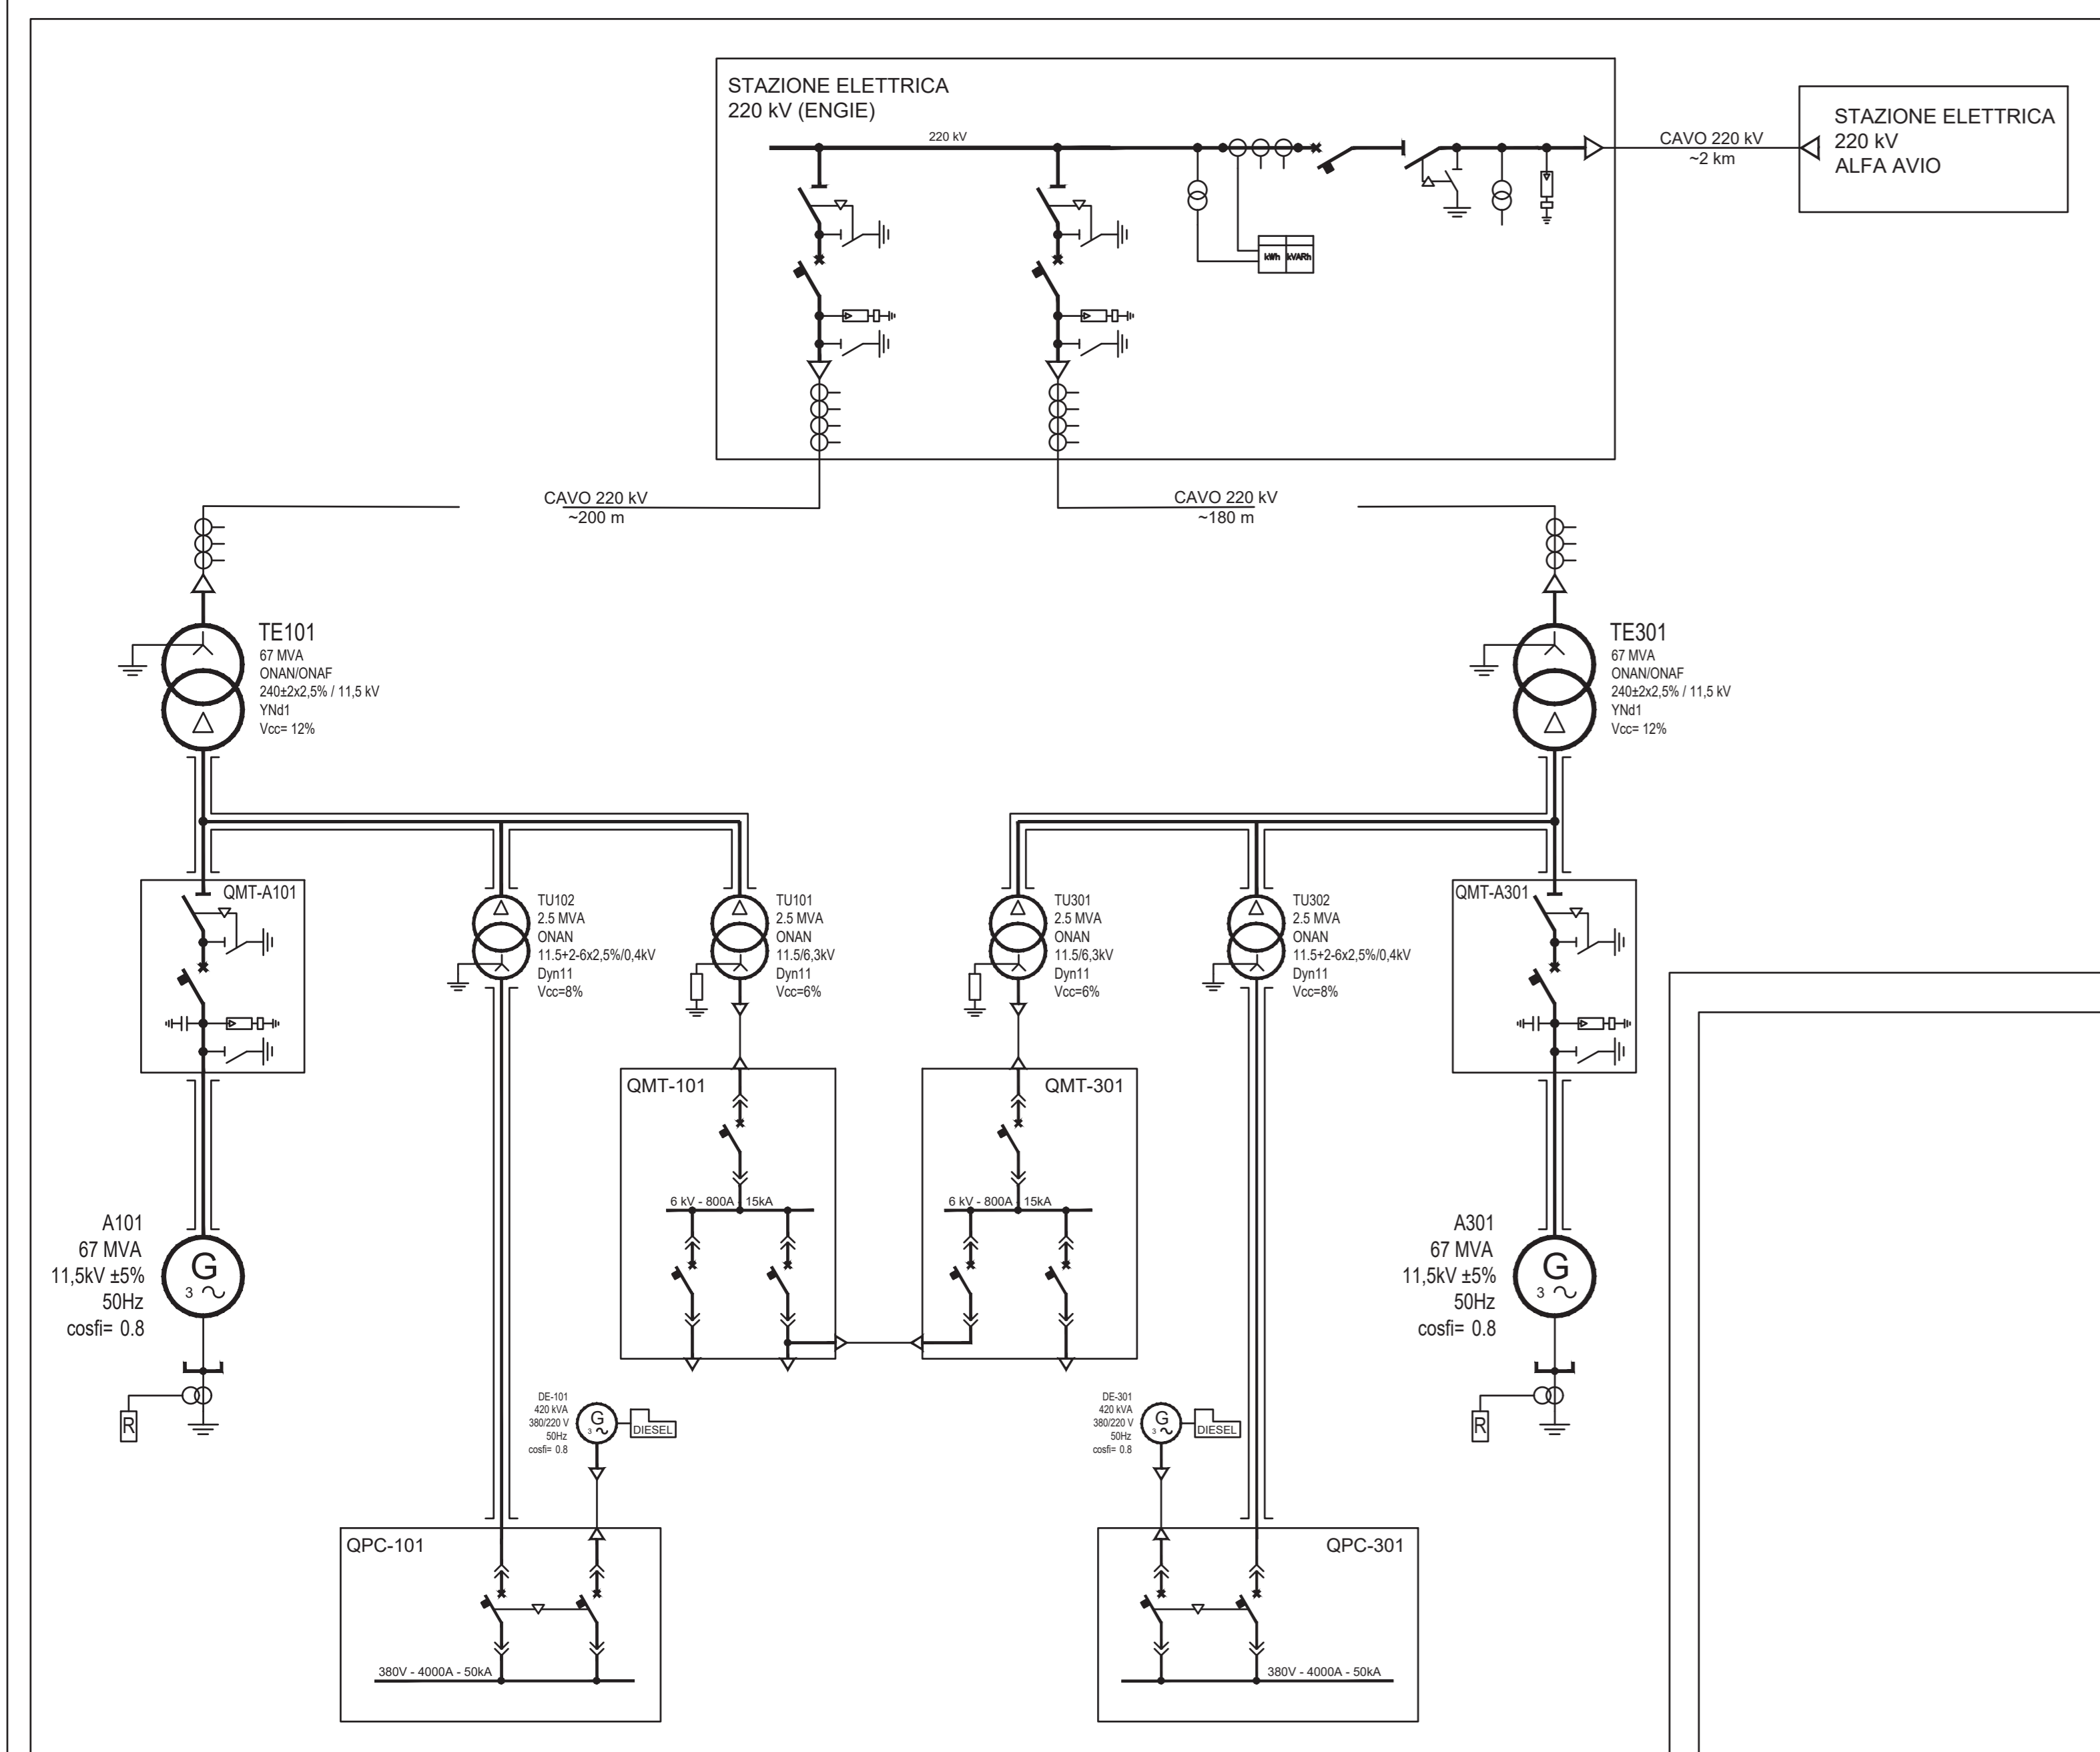 STAZIONE ELETTRICA
220 kV (ENGIE)
220 kV
kWh kVARh
CAVO 220 kV
~2 km
STAZIONE ELETTRICA
220 kV
ALFA AVIO
CAVO 220 kV
~200 m
CAVO 220 kV
~180 m
TE101
67 MVA
ONAN/ONAF
240±2x2,5% / 11,5 kV
YNd1
Vcc= 12%
TE301
67 MVA
ONAN/ONAF
240±2x2,5% / 11,5 kV
YNd1
Vcc= 12%
QMT-A101
TU102
2.5 MVA
ONAN
11.5+2-6x2,5%/0,4kV
Dyn11
Vcc=8%
TU101
2.5 MVA
ONAN
11.5/6,3kV
Dyn11
Vcc=6%
TU301
2.5 MVA
ONAN
11.5/6,3kV
Dyn11
Vcc=6%
TU302
2.5 MVA
ONAN
11.5+2-6x2,5%/0,4kV
Dyn11
Vcc=8%
QMT-A301
QMT-101
6 kV - 800A - 15kA
QMT-301
6 kV - 800A - 15kA
A101
67 MVA
11,5kV ±5%
50Hz
cosfi= 0.8
G
3
R
A301
67 MVA
11,5kV ±5%
50Hz
cosfi= 0.8
G
3
R
DE-101
420 kVA
380/220 V
50Hz
cosfi= 0.8
G
3
DIESEL
DE-301
420 kVA
380/220 V
50Hz
cosfi= 0.8
G
3
DIESEL
QPC-101
380V - 4000A - 50kA
QPC-301
380V - 4000A - 50kA